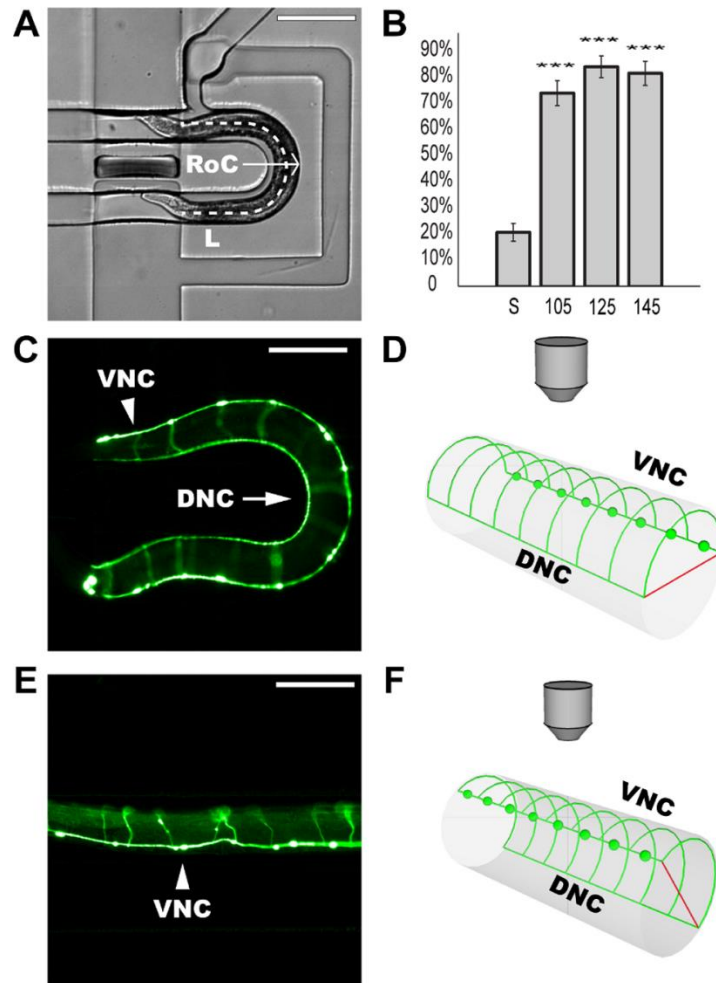 A
RoC
L
B
90%
80%
70%
60%
50%
40%
30%
20%
10%
0
***
***
***
S 105 125 145
C
VNC
DNC
D
VNC
DNC
E
VNC
F
VNC
DNC